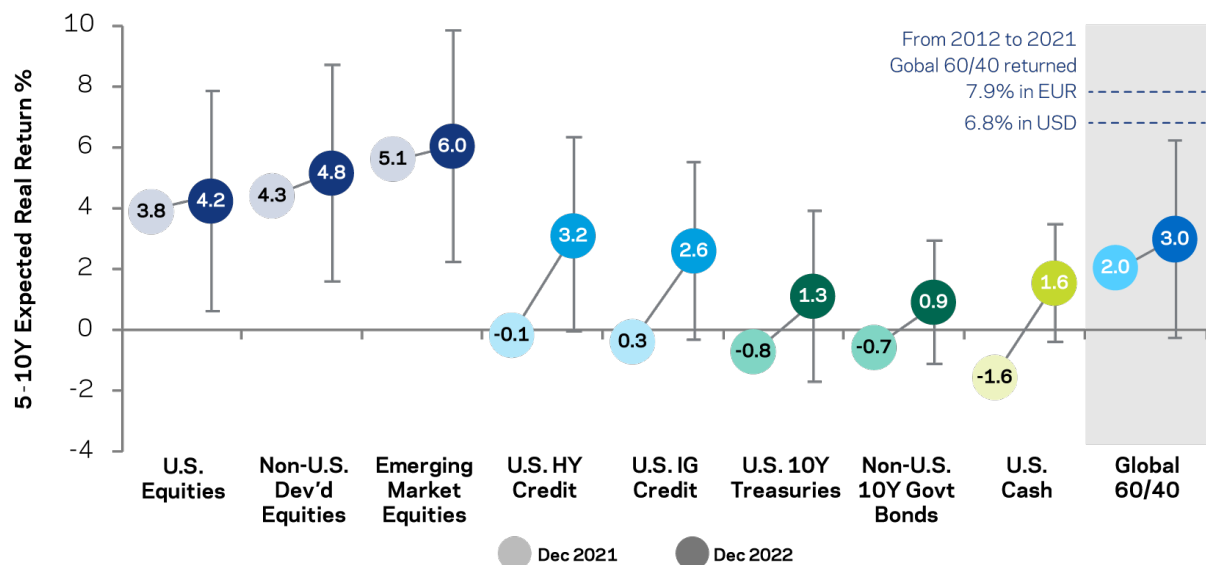 5-10Y Expected Real Return %
10
8
6
4
2
0
-2
-4
From 2012 to 2021
Gobal 60/40 returned
7.9% in EUR
6.8% in USD
3.8
4.2
4.3
4.8
5.1
6.0
-0.1
3.2
0.3
2.6
-0.8
1.3
-0.7
0.9
-1.6
1.6
2.0
3.0
U.S.
Equities
Non-U.S.
Dev'd
Equities
Emerging
Market
Equities
U.S. HY
Credit
U.S. IG
Credit
U.S. 10Y
Treasuries
Non-U.S.
10Y Govt
Bonds
U.S.
Cash
Global
60/40
Dec 2021
Dec 2022